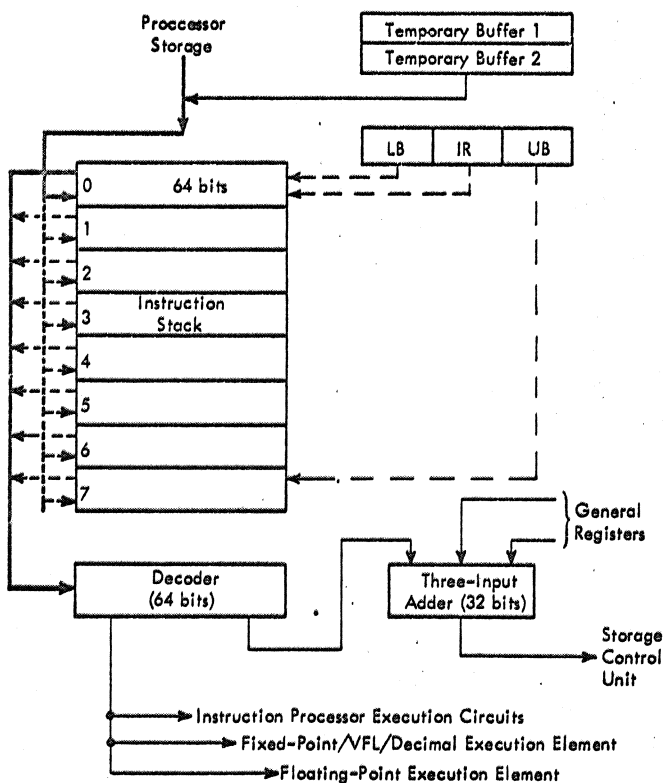 Proccessor
Storage
Temporary Buffer 1
Temporary Buffer 2
LB IR UB
0 64 bits
1
2
3 Instruction
Stack
4
5
6
7
General
Registers
Decoder
(64 bits)
Three-Input
Adder (32 bits)
Storage
Control
Unit
Instruction Processor Execution Circuits
Fixed-Point/VFL/Decimal Execution Element
Floating-Point Execution Element